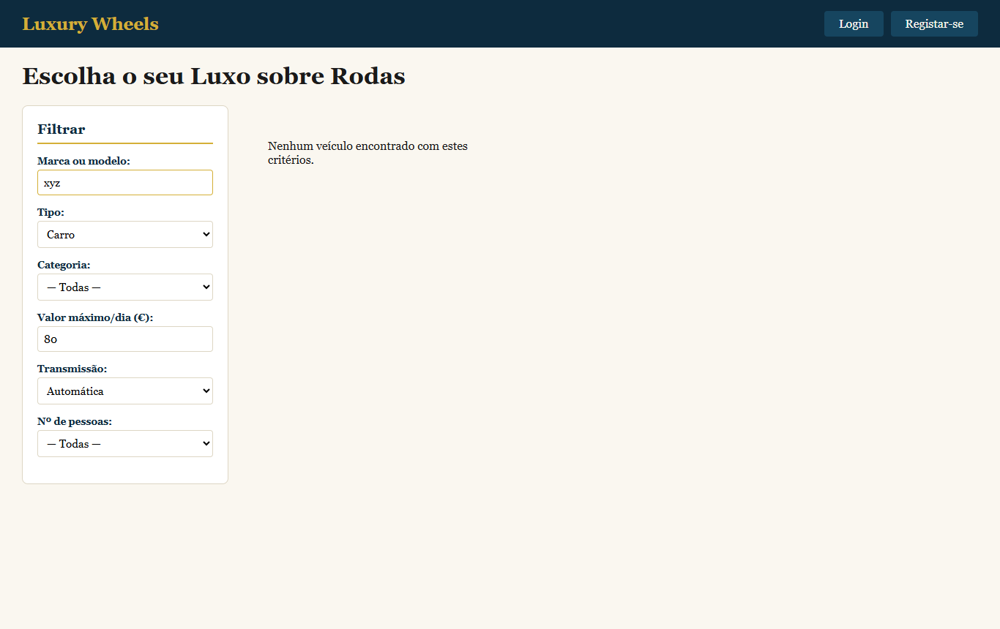 Luxury Wheels
Login
Registar-se
Escolha o seu Luxo sobre Rodas
Filtrar
Marca ou modelo:
xyz
Tipo:
Carro
Categoria:
— Todas —
Valor máximo/dia (€):
80
Transmissão:
Automática
Nº de pessoas:
— Todas —
Nenhum veículo encontrado com estes
critérios.